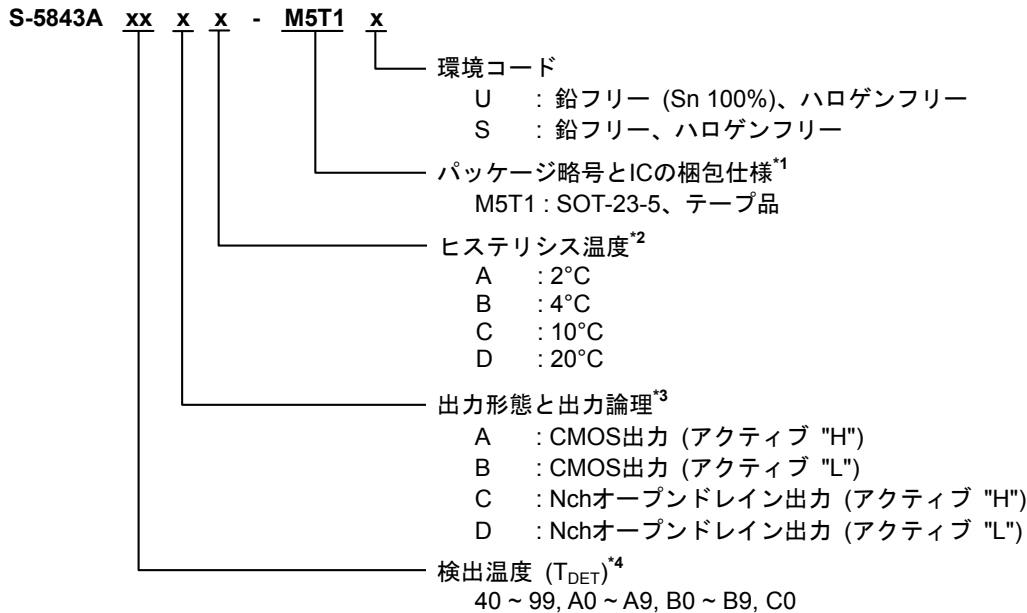 S-5843A xx x x - M5T1 x
環境コード
U : 鉛フリー (Sn 100%)、ハロゲンフリー
S : 鉛フリー、ハロゲンフリー
パッケージ略号とICの梱包仕様*1
M5T1 : SOT-23-5、テープ品
ヒステリシス温度*2
A : 2°C
B : 4°C
C : 10°C
D : 20°C
出力形態と出力論理*3
A : CMOS出力 (アクティブ "H")
B : CMOS出力 (アクティブ "L")
C : Nchオープンドレイン出力 (アクティブ "H")
D : Nchオープンドレイン出力 (アクティブ "L")
検出温度 (TDET)*4
40 ~ 99, A0 ~ A9, B0 ~ B9, C0